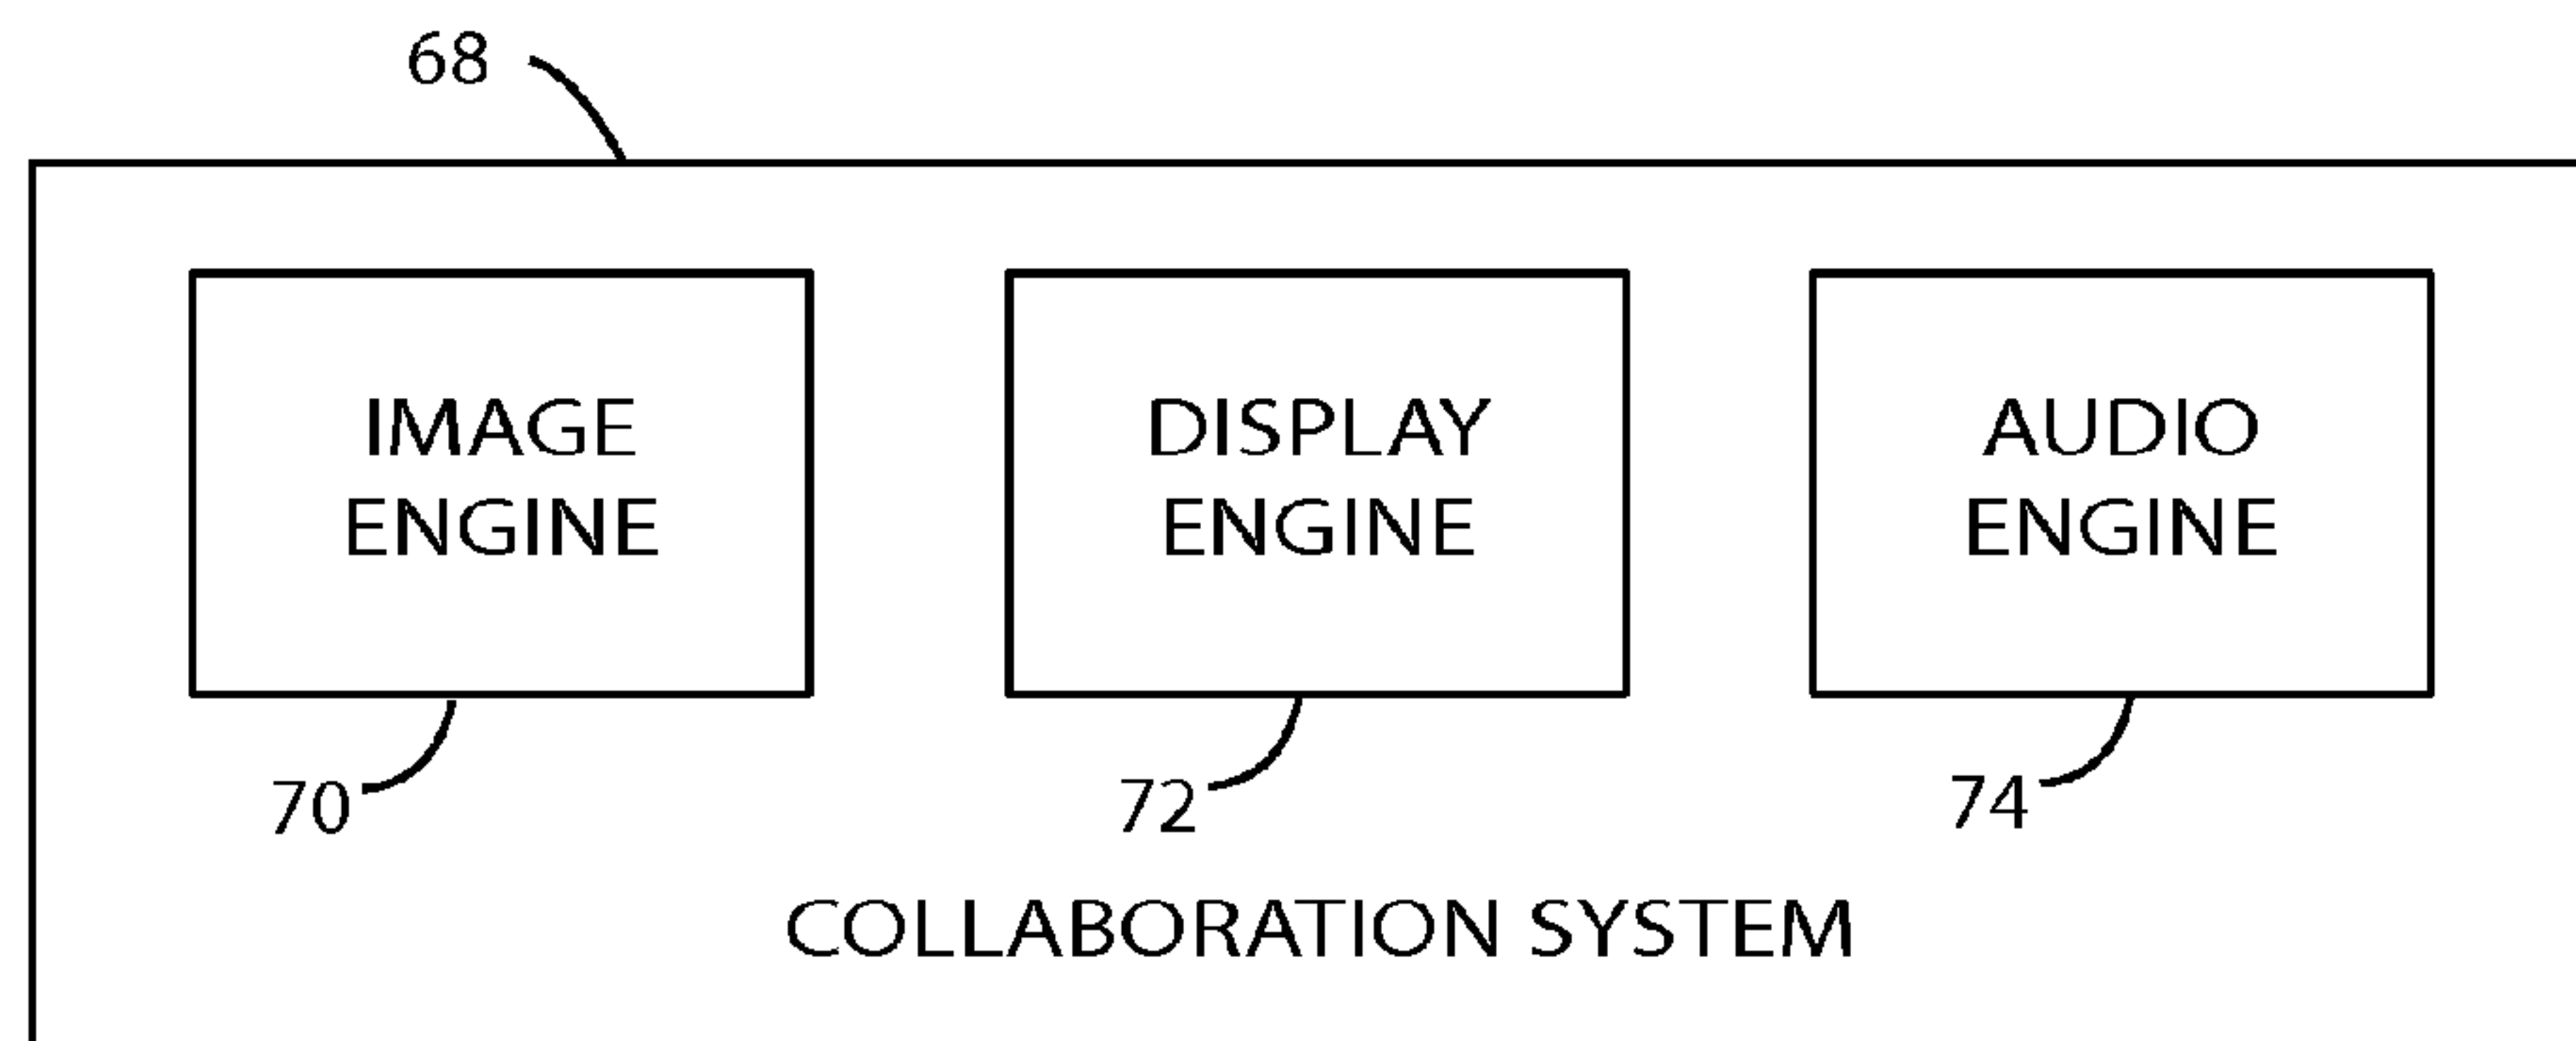 68
IMAGE
ENGINE
DISPLAY
ENGINE
AUDIO
ENGINE
70
72
74
COLLABORATION SYSTEM